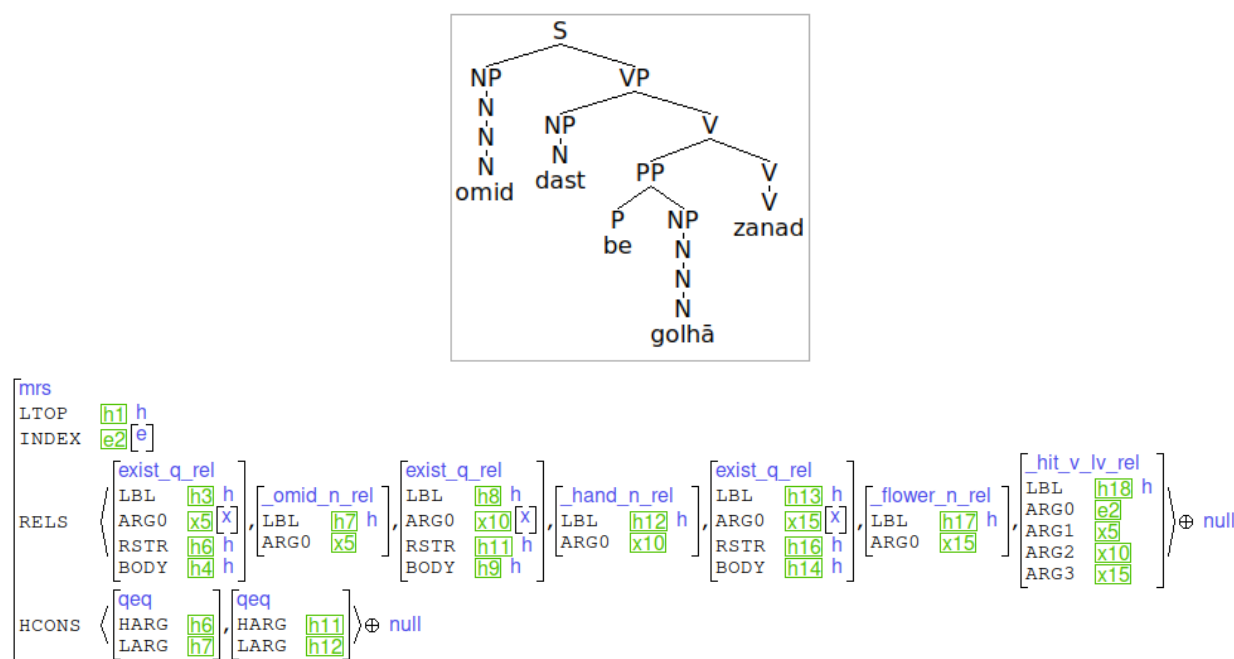 S
NP VP
N NP V
N N PP V
N dast P NP V
omid be N zanad
N
N
golhā
mrs
LTOP h1 h
INDEX e2 [e]
RELS ⟨ [exist_q_rel LBL h3 h ARG0 x5 [x] RSTR h6 h BODY h4 h], [_omid_n_rel LBL h7 h ARG0 x5], [exist_q_rel LBL h8 h ARG0 x10 [x] RSTR h11 h BODY h9 h], [_hand_n_rel LBL h12 h ARG0 x10], [exist_q_rel LBL h13 h ARG0 x15 [x] RSTR h16 h BODY h14 h], [_flower_n_rel LBL h17 h ARG0 x15], [_hit_v_lv_rel LBL h18 h ARG0 e2 ARG1 x5 ARG2 x10 ARG3 x15] ⟩ ⊕ null
HCONS ⟨ [qeq HARG h6 LARG h7], [qeq HARG h11 LARG h12] ⟩ ⊕ null